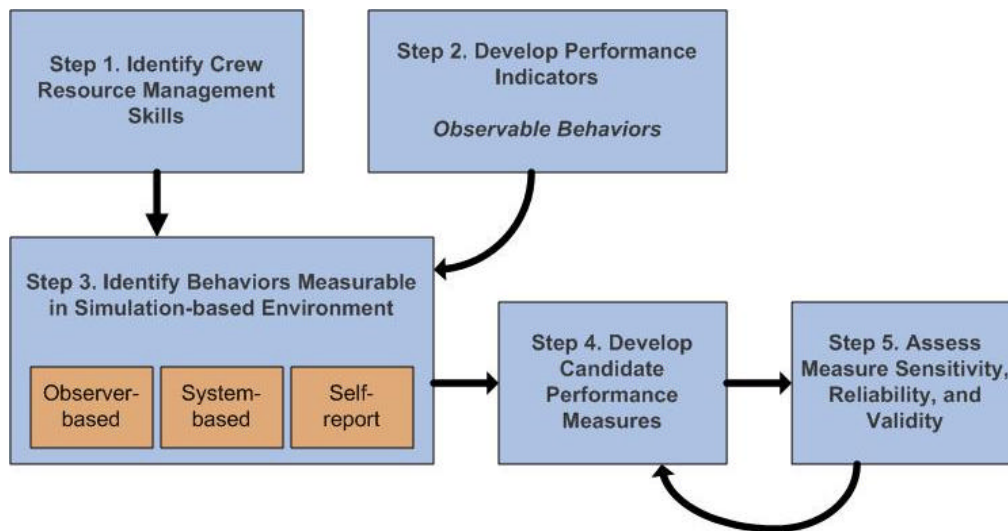 Step 1. Identify Crew
Resource Management
Skills
Step 2. Develop Performance
Indicators
Observable Behaviors
Step 3. Identify Behaviors Measurable
in Simulation-based Environment
Observer-
based
System-
based
Self-
report
Step 4. Develop
Candidate
Performance
Measures
Step 5. Assess
Measure Sensitivity,
Reliability, and
Validity